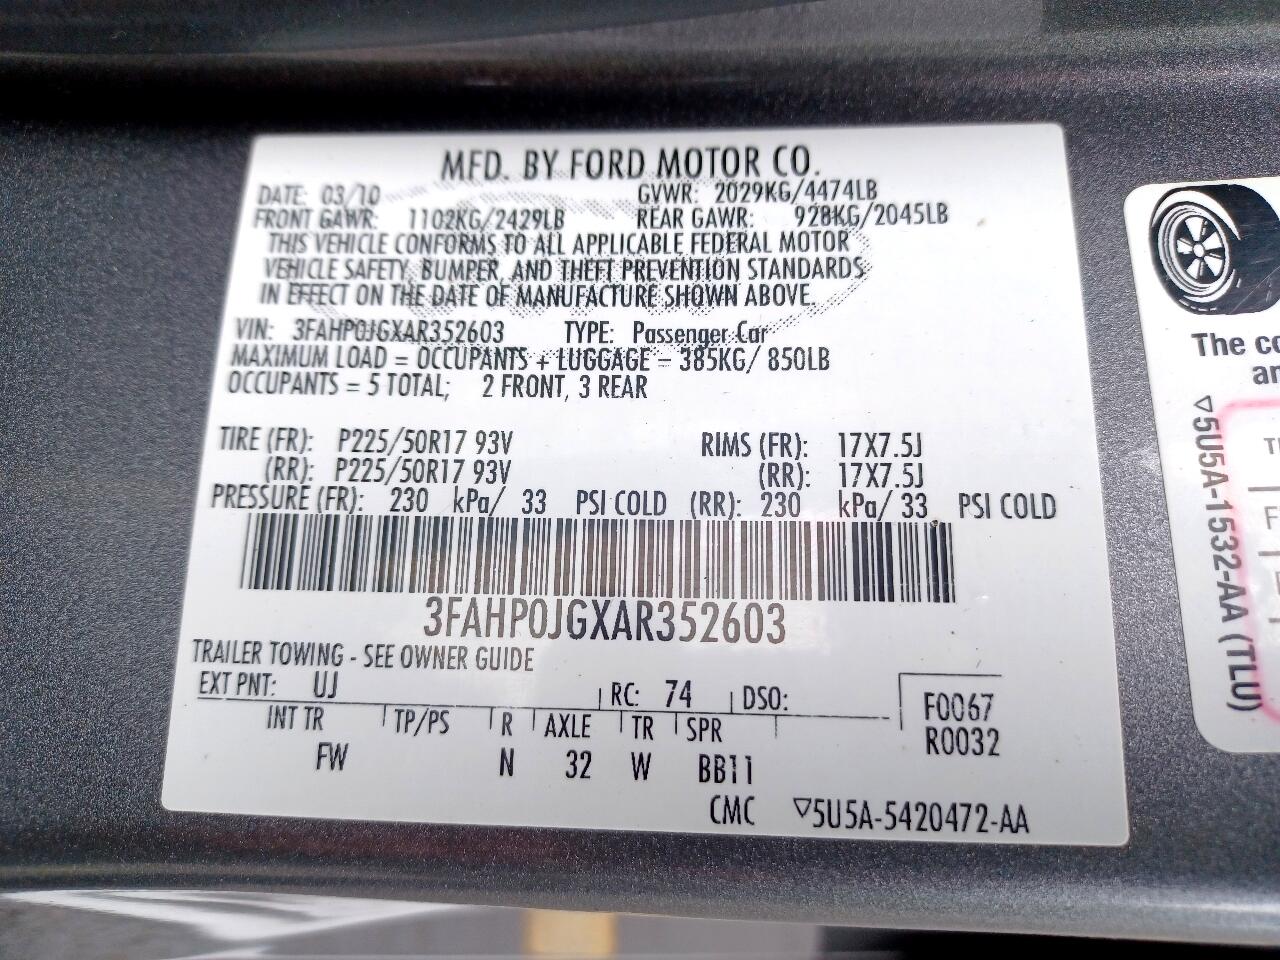 MFD. BY FORD MOTOR CO.
DATE: 03/10 GVWR: 2029KG/4474LB
FRONT GAWR: 1102KG/2429LB REAR GAWR: 928KG/2045LB
THIS VEHICLE CONFORMS TO ALL APPLICABLE FEDERAL MOTOR
VEHICLE SAFETY, BUMPER, AND THEFT PREVENTION STANDARDS
IN EFFECT ON THE DATE OF MANUFACTURE SHOWN ABOVE.
VIN: 3FAHP0JGXAR352603 TYPE: Passenger Car
MAXIMUM LOAD = OCCUPANTS + LUGGAGE = 385KG/ 850LB
OCCUPANTS = 5 TOTAL; 2 FRONT, 3 REAR
TIRE (FR): P225/50R17 93V RIMS (FR): 17X7.5J
(RR): P225/50R17 93V (RR): 17X7.5J
PRESSURE (FR): 230 kPa/ 33 PSI COLD (RR): 230 kPa/ 33 PSI COLD
3FAHP0JGXAR352603
TRAILER TOWING - SEE OWNER GUIDE
EXT PNT: UJ RC: 74 DSO: F0067
INT TR TP/PS R AXLE TR SPR R0032
FW N 32 W BB11
CMC ▽5U5A-5420472-AA
The
▽5U5A-1532-AA (TLU)